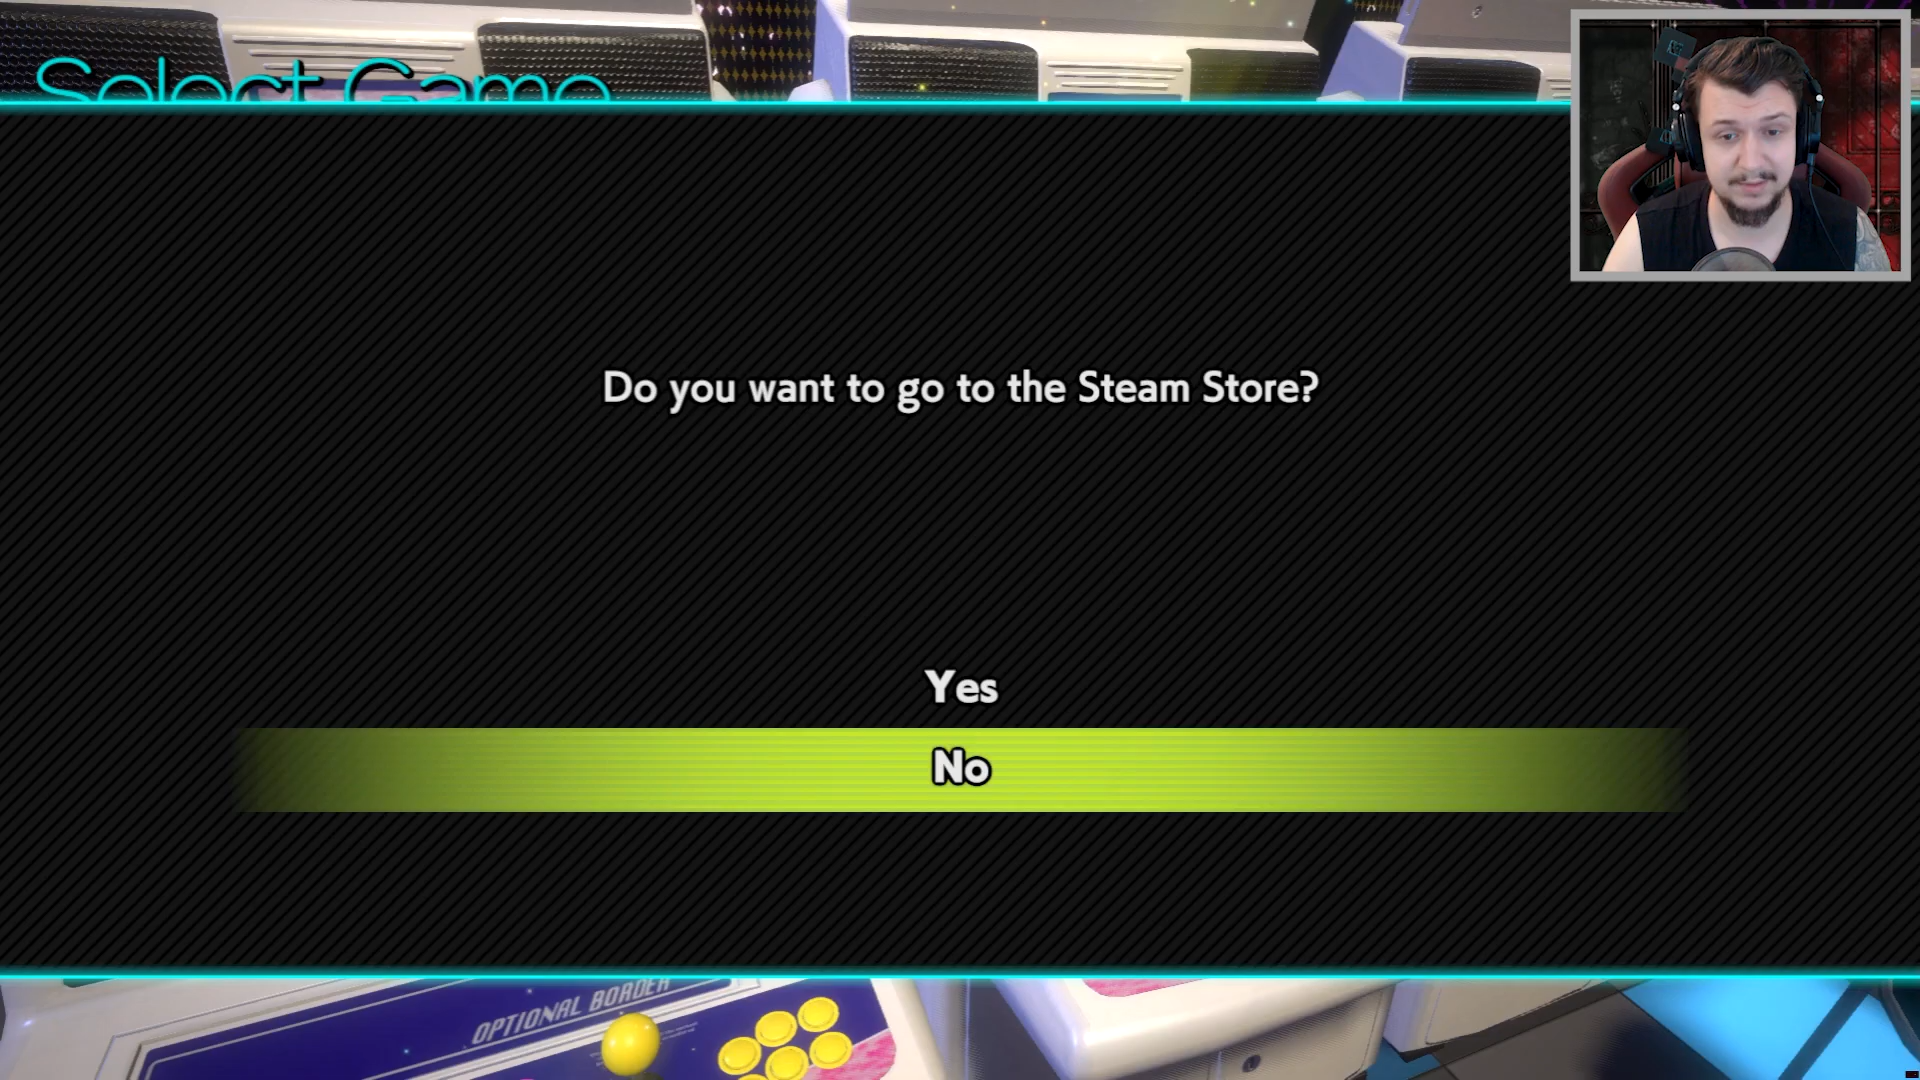 Select Game
Do you want to go to the Steam Store?
Yes
No
OPTIONAL BORDER